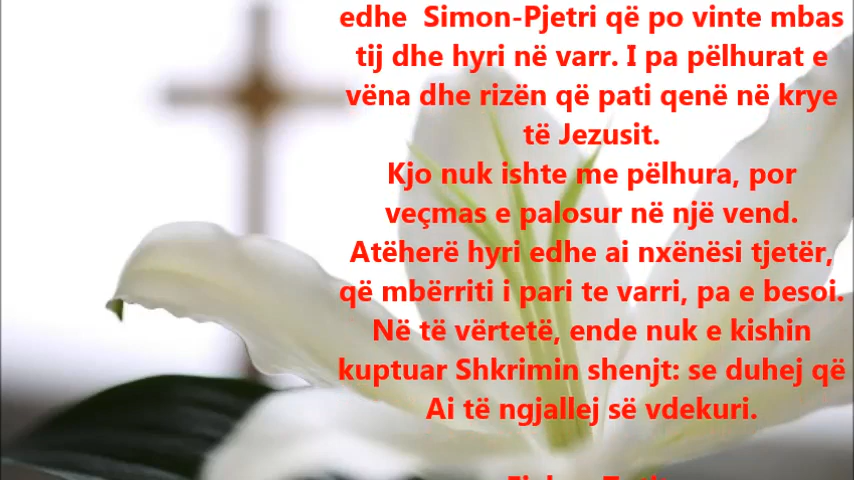 edhe Simon-Pjetri që po vinte mbas
tij dhe hyri në varr. I pa pëlhurat e
vëna dhe rizën që pati qenë në krye
të Jezusit.
Kjo nuk ishte me pëlhura, por
veçmas e palosur në një vend.
Atëherë hyri edhe ai nxënësi tjetër,
që mbërriti i pari te varri, pa e besoi.
Në të vërtetë, ende nuk e kishin
kuptuar Shkrimin shenjt: se duhej që
Ai të ngjallej së vdekuri.